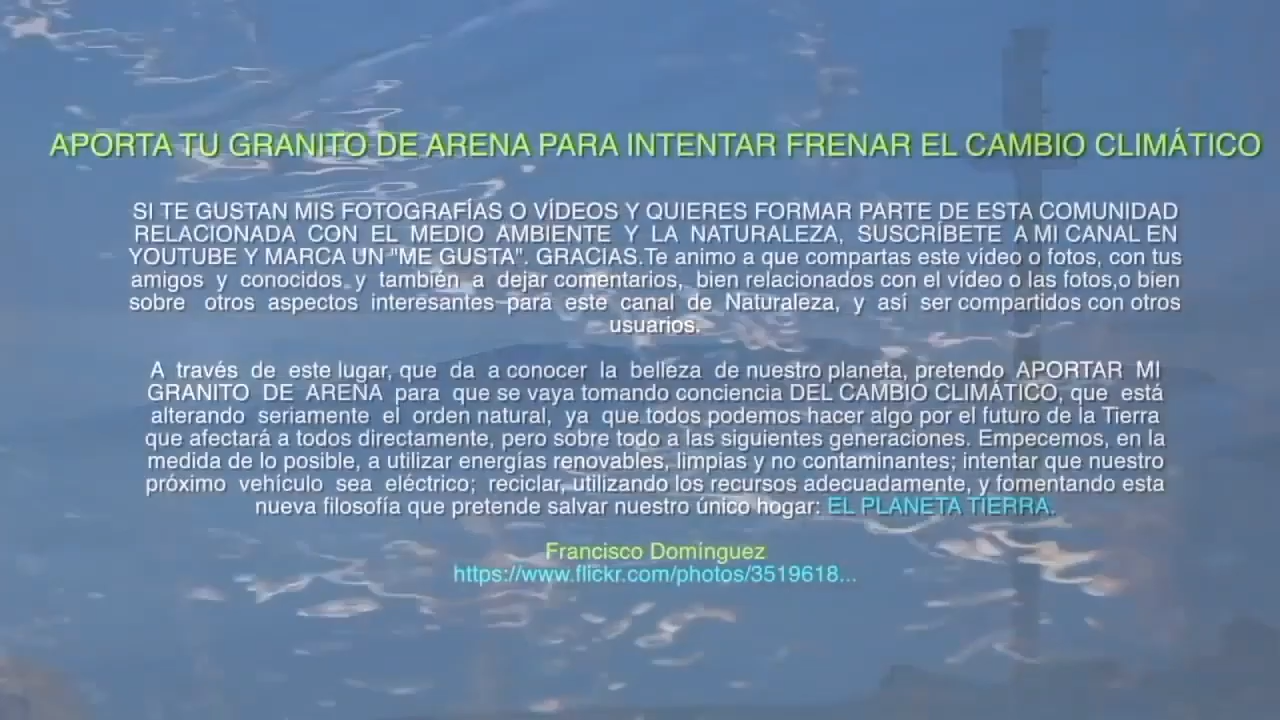 APORTA TU GRANITO DE ARENA PARA INTENTAR FRENAR EL CAMBIO CLIMÁTICO
SI TE GUSTAN MIS FOTOGRAFÍAS O VÍDEOS Y QUIERES FORMAR PARTE DE ESTA COMUNIDAD
RELACIONADA CON EL MEDIO AMBIENTE Y LA NATURALEZA, SUSCRÍBETE A MI CANAL EN
YOUTUBE Y MARCA UN "ME GUSTA". GRACIAS.Te animo a que compartas este vídeo o fotos, con tus
amigos y conocidos y también a dejar comentarios, bien relacionados con el vídeo o las fotos,o bien
sobre otros aspectos interesantes para este canal de Naturaleza, y así ser compartidos con otros
usuarios.
A través de este lugar, que da a conocer la belleza de nuestro planeta, pretendo APORTAR MI
GRANITO DE ARENA para que se vaya tomando conciencia DEL CAMBIO CLIMÁTICO, que está
alterando seriamente el orden natural, ya que todos podemos hacer algo por el futuro de la Tierra
que afectará a todos directamente, pero sobre todo a las siguientes generaciones. Empecemos, en la
medida de lo posible, a utilizar energías renovables, limpias y no contaminantes; intentar que nuestro
próximo vehículo sea eléctrico; reciclar, utilizando los recursos adecuadamente, y fomentando esta
nueva filosofía que pretende salvar nuestro único hogar: EL PLANETA TIERRA.
Francisco Domínguez
https://www.flickr.com/photos/3519618...